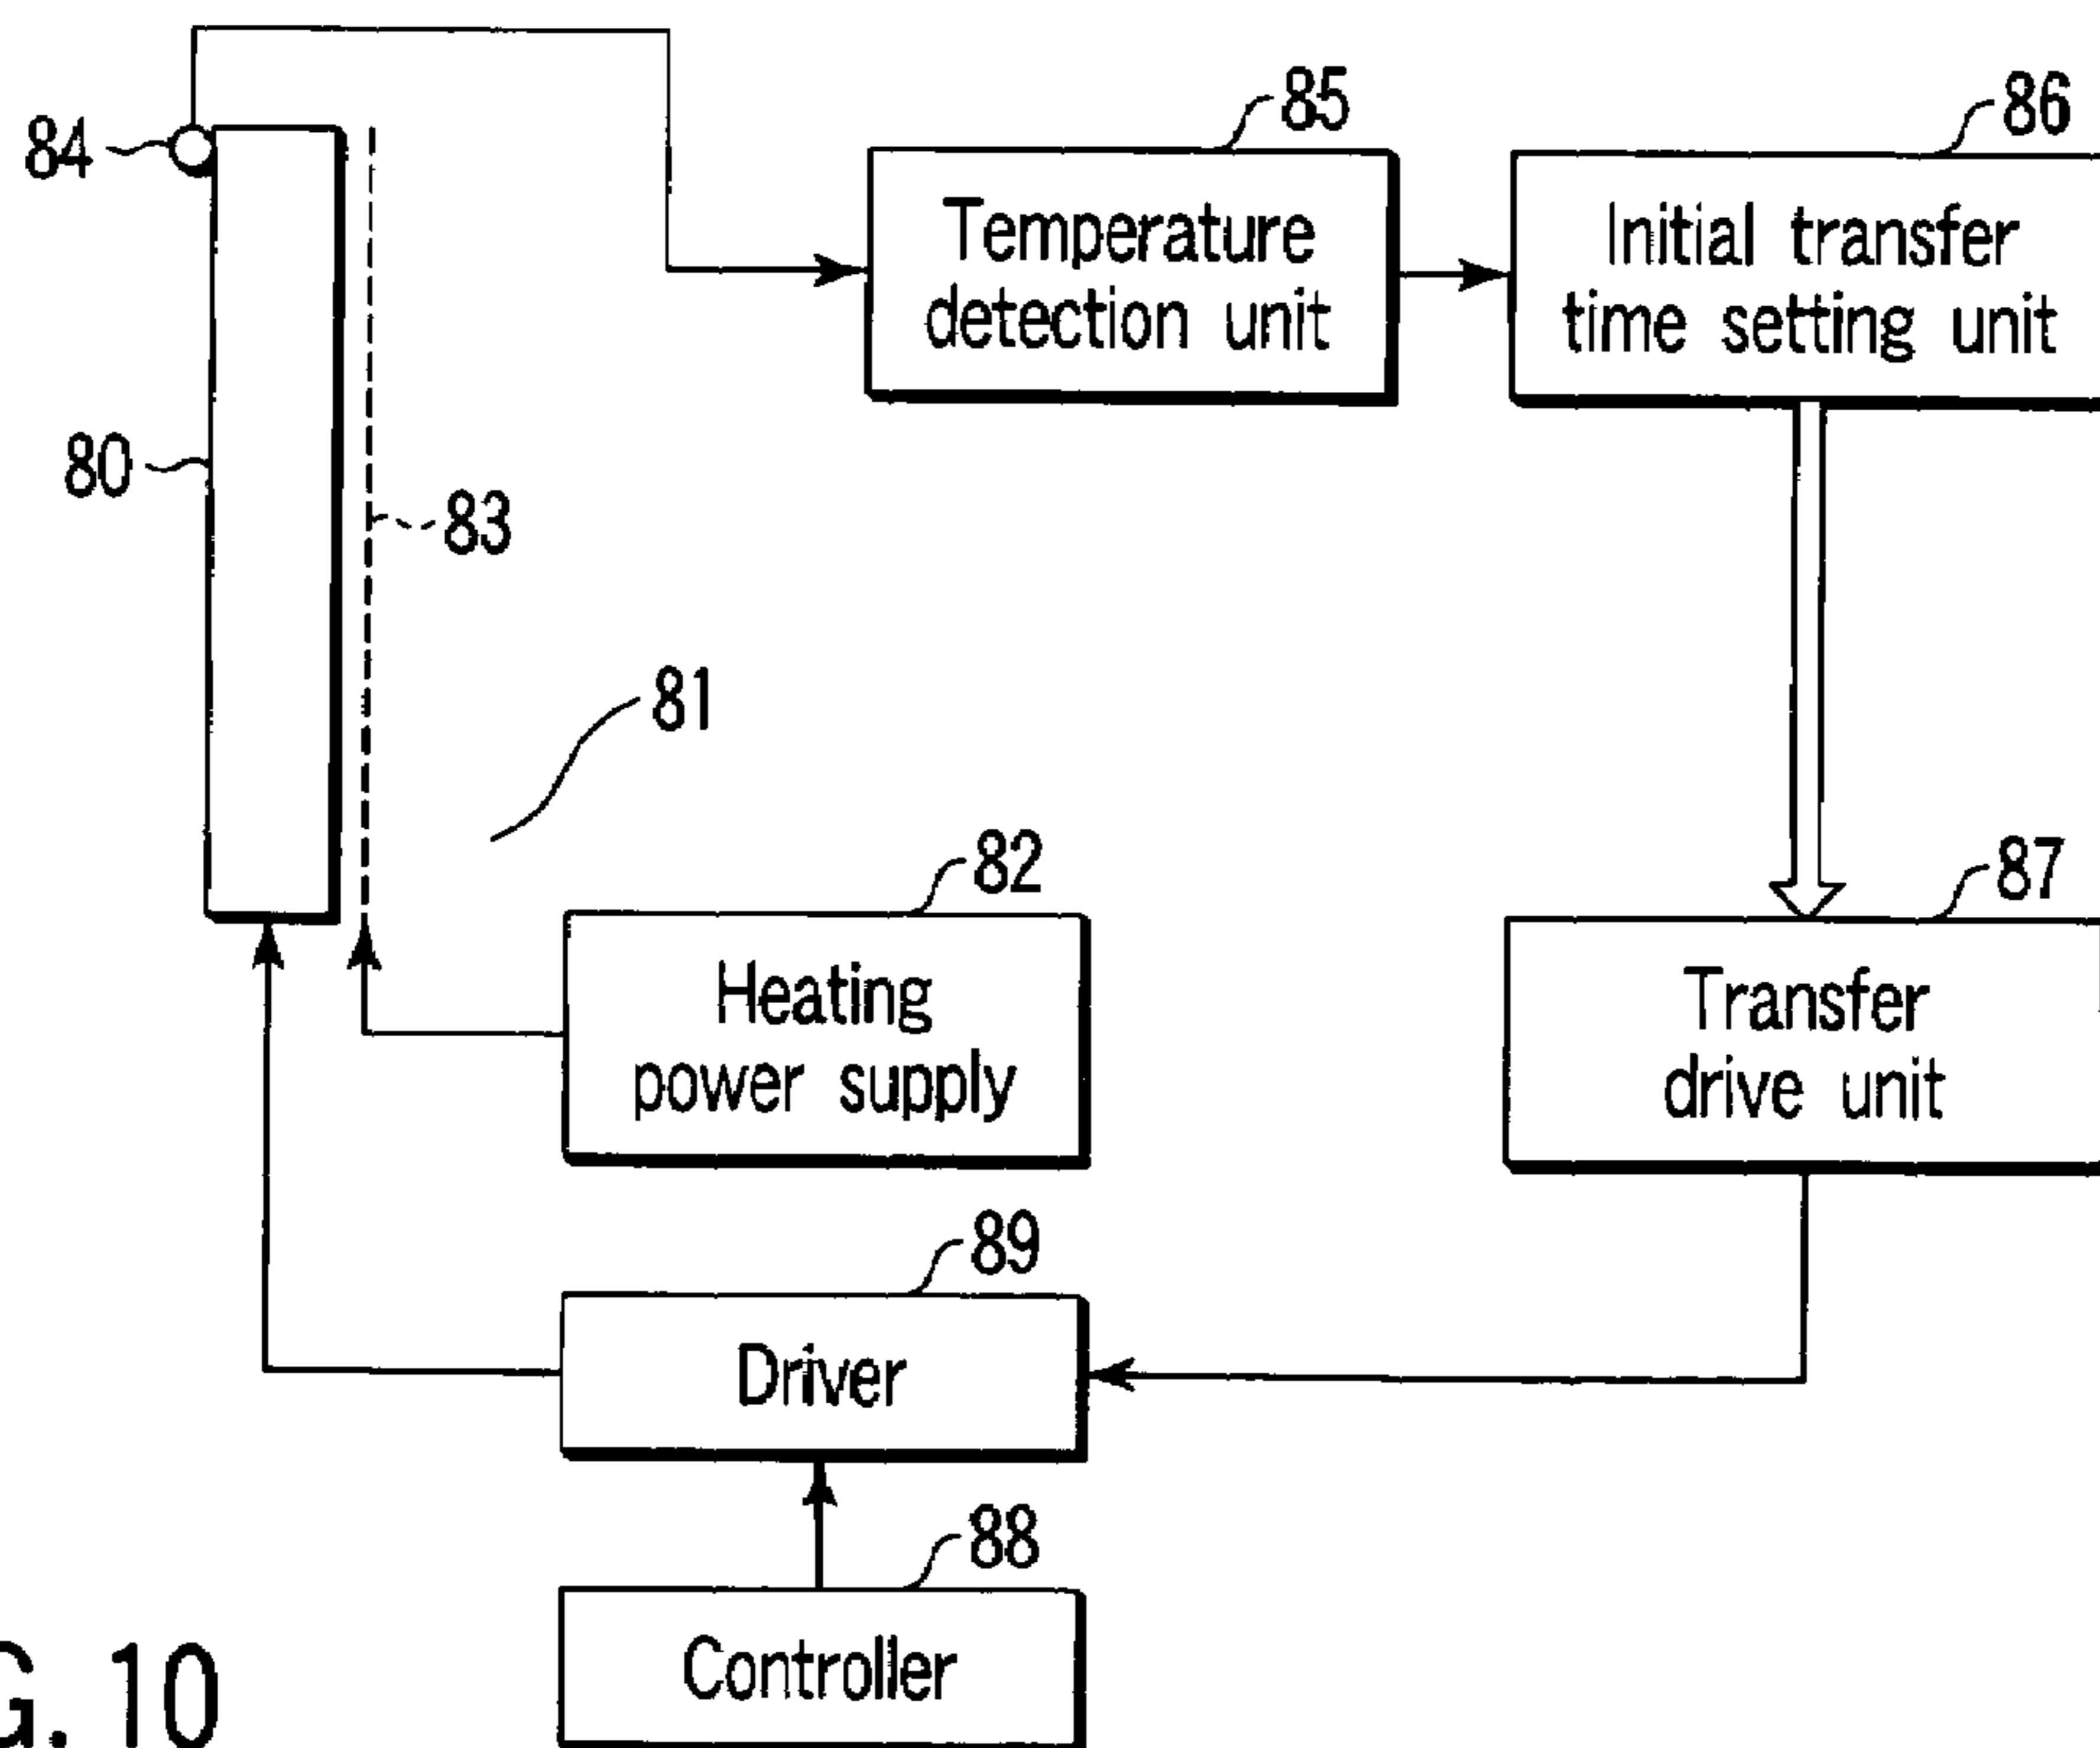 84
85
86
Temperature
detection unit
Initial transfer
time setting unit
80
83
81
82
87
Heating
power supply
Transfer
drive unit
89
Driver
88
Controller
G. 10